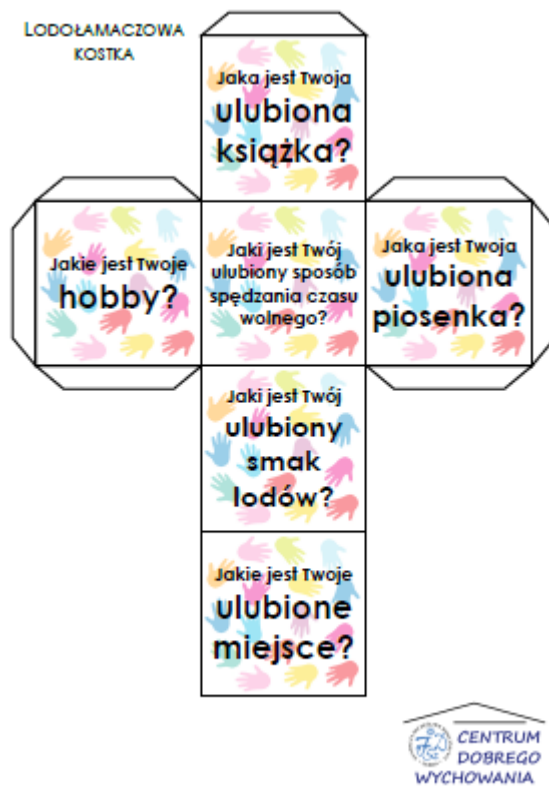 LODOŁAMACZOWA
KOSTKA
Jaka jest Twoja
ulubiona
książka?
Jakie jest Twoje
hobby?
Jaki jest Twój
ulubiony sposób
spędzania czasu
wolnego?
Jaka jest Twoja
ulubiona
piosenka?
Jaki jest Twój
ulubiony
smak
lodów?
Jakie jest Twoje
ulubione
miejsce?
CENTRUM
DOBREGO
WYCHOWANIA